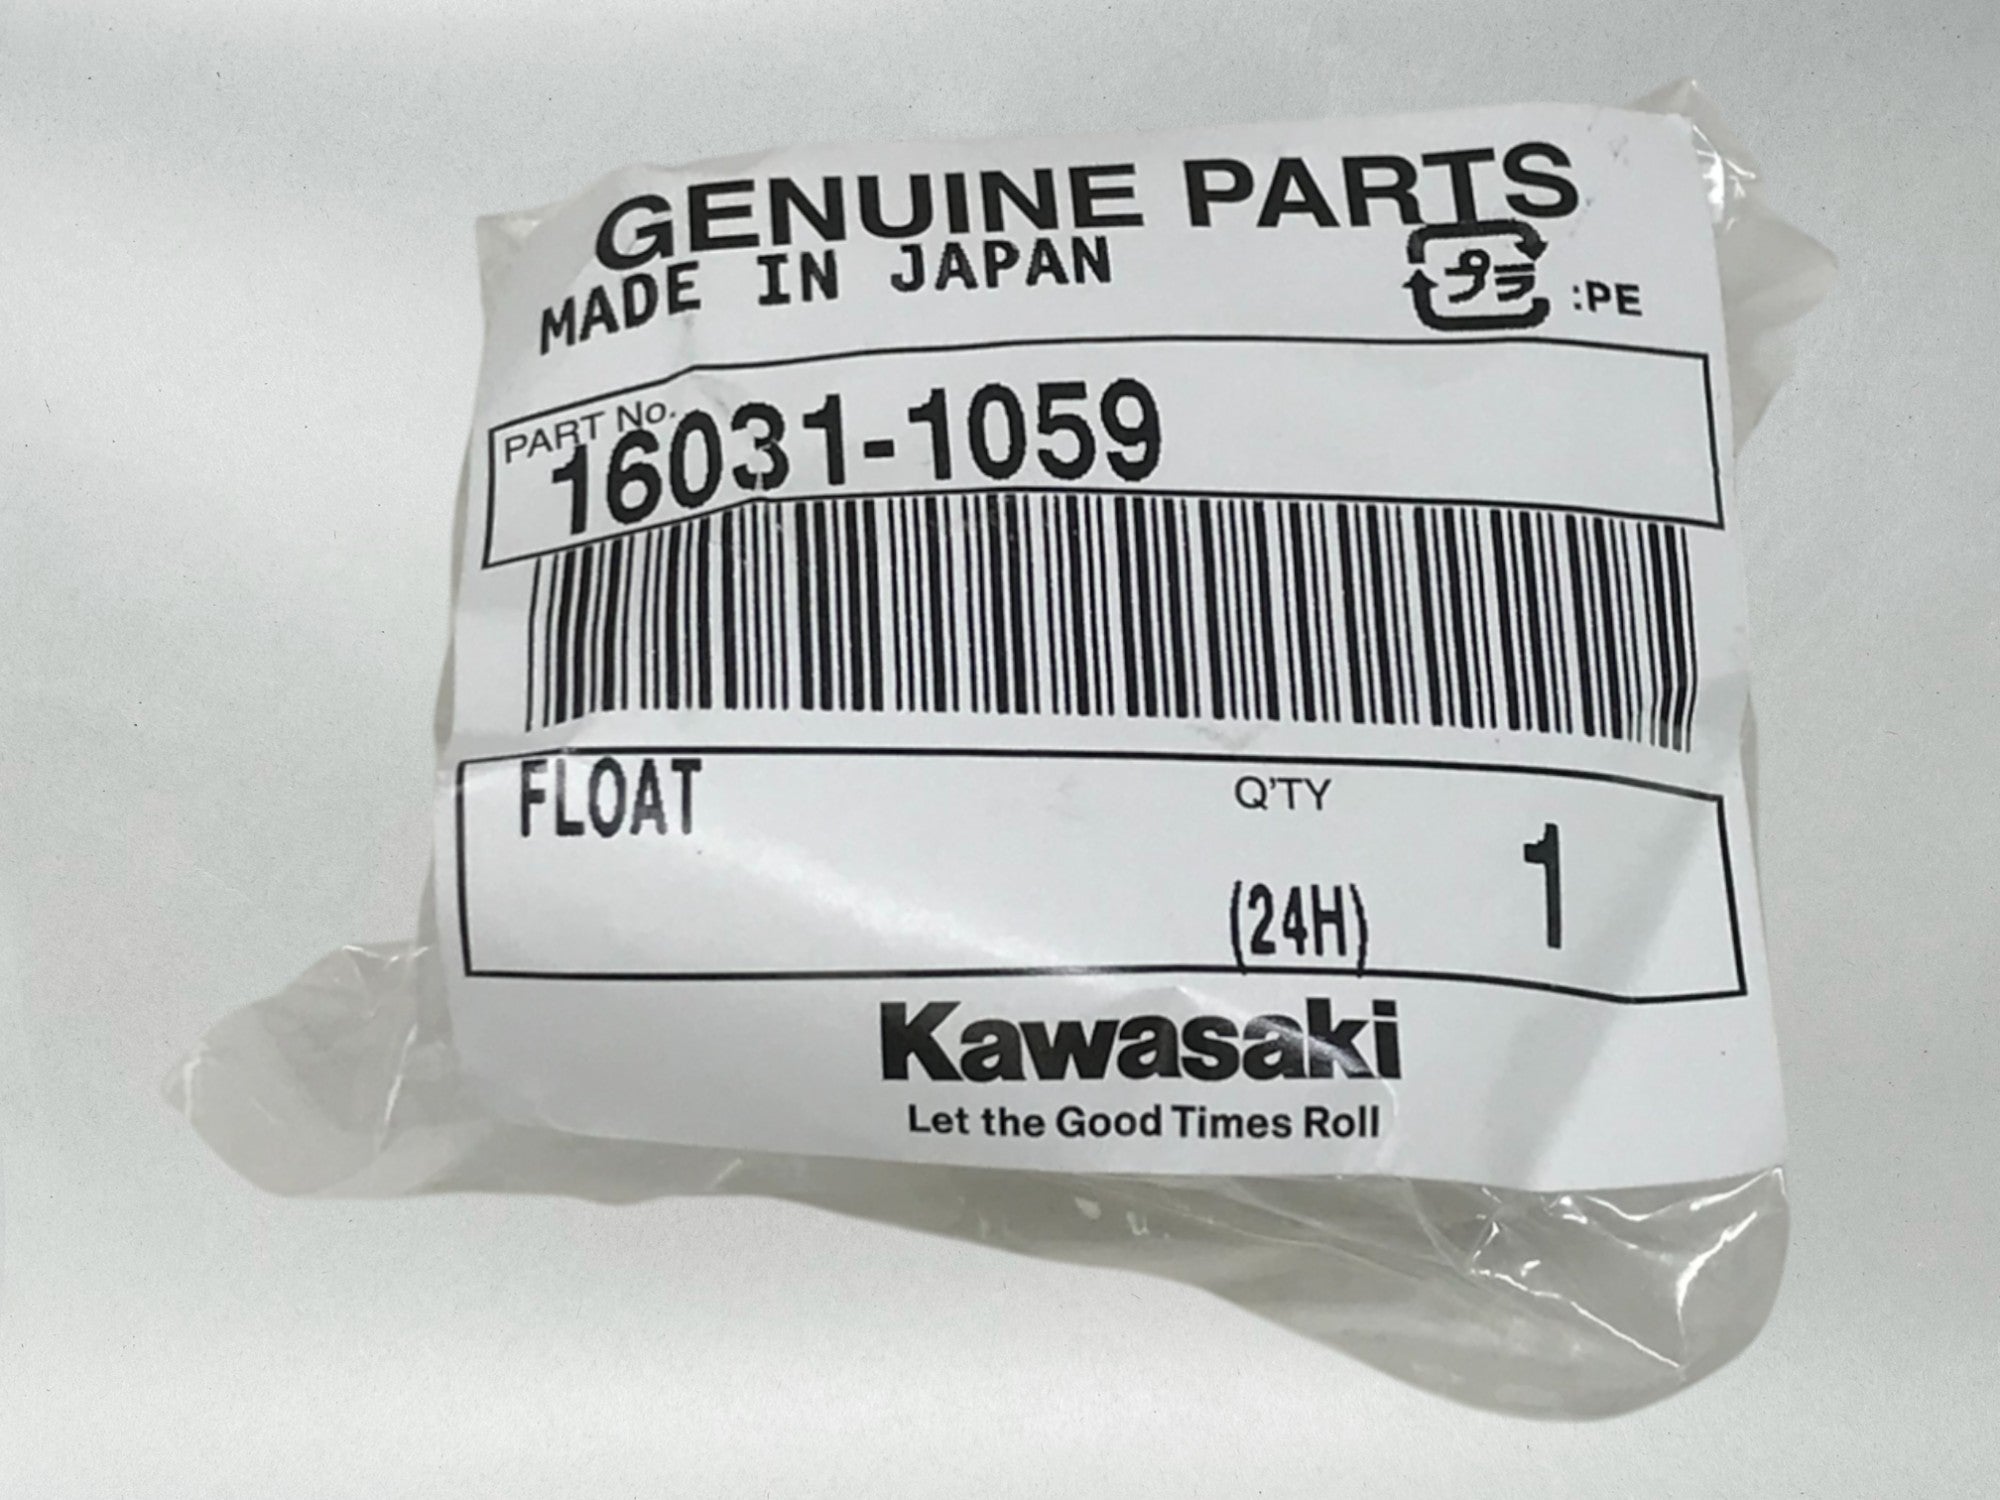 GENUINE PARTS
MADE IN JAPAN
プラ :PE
PART No.
16031-1059
FLOAT
Q'TY
(24H) 1
Kawasaki
Let the Good Times Roll